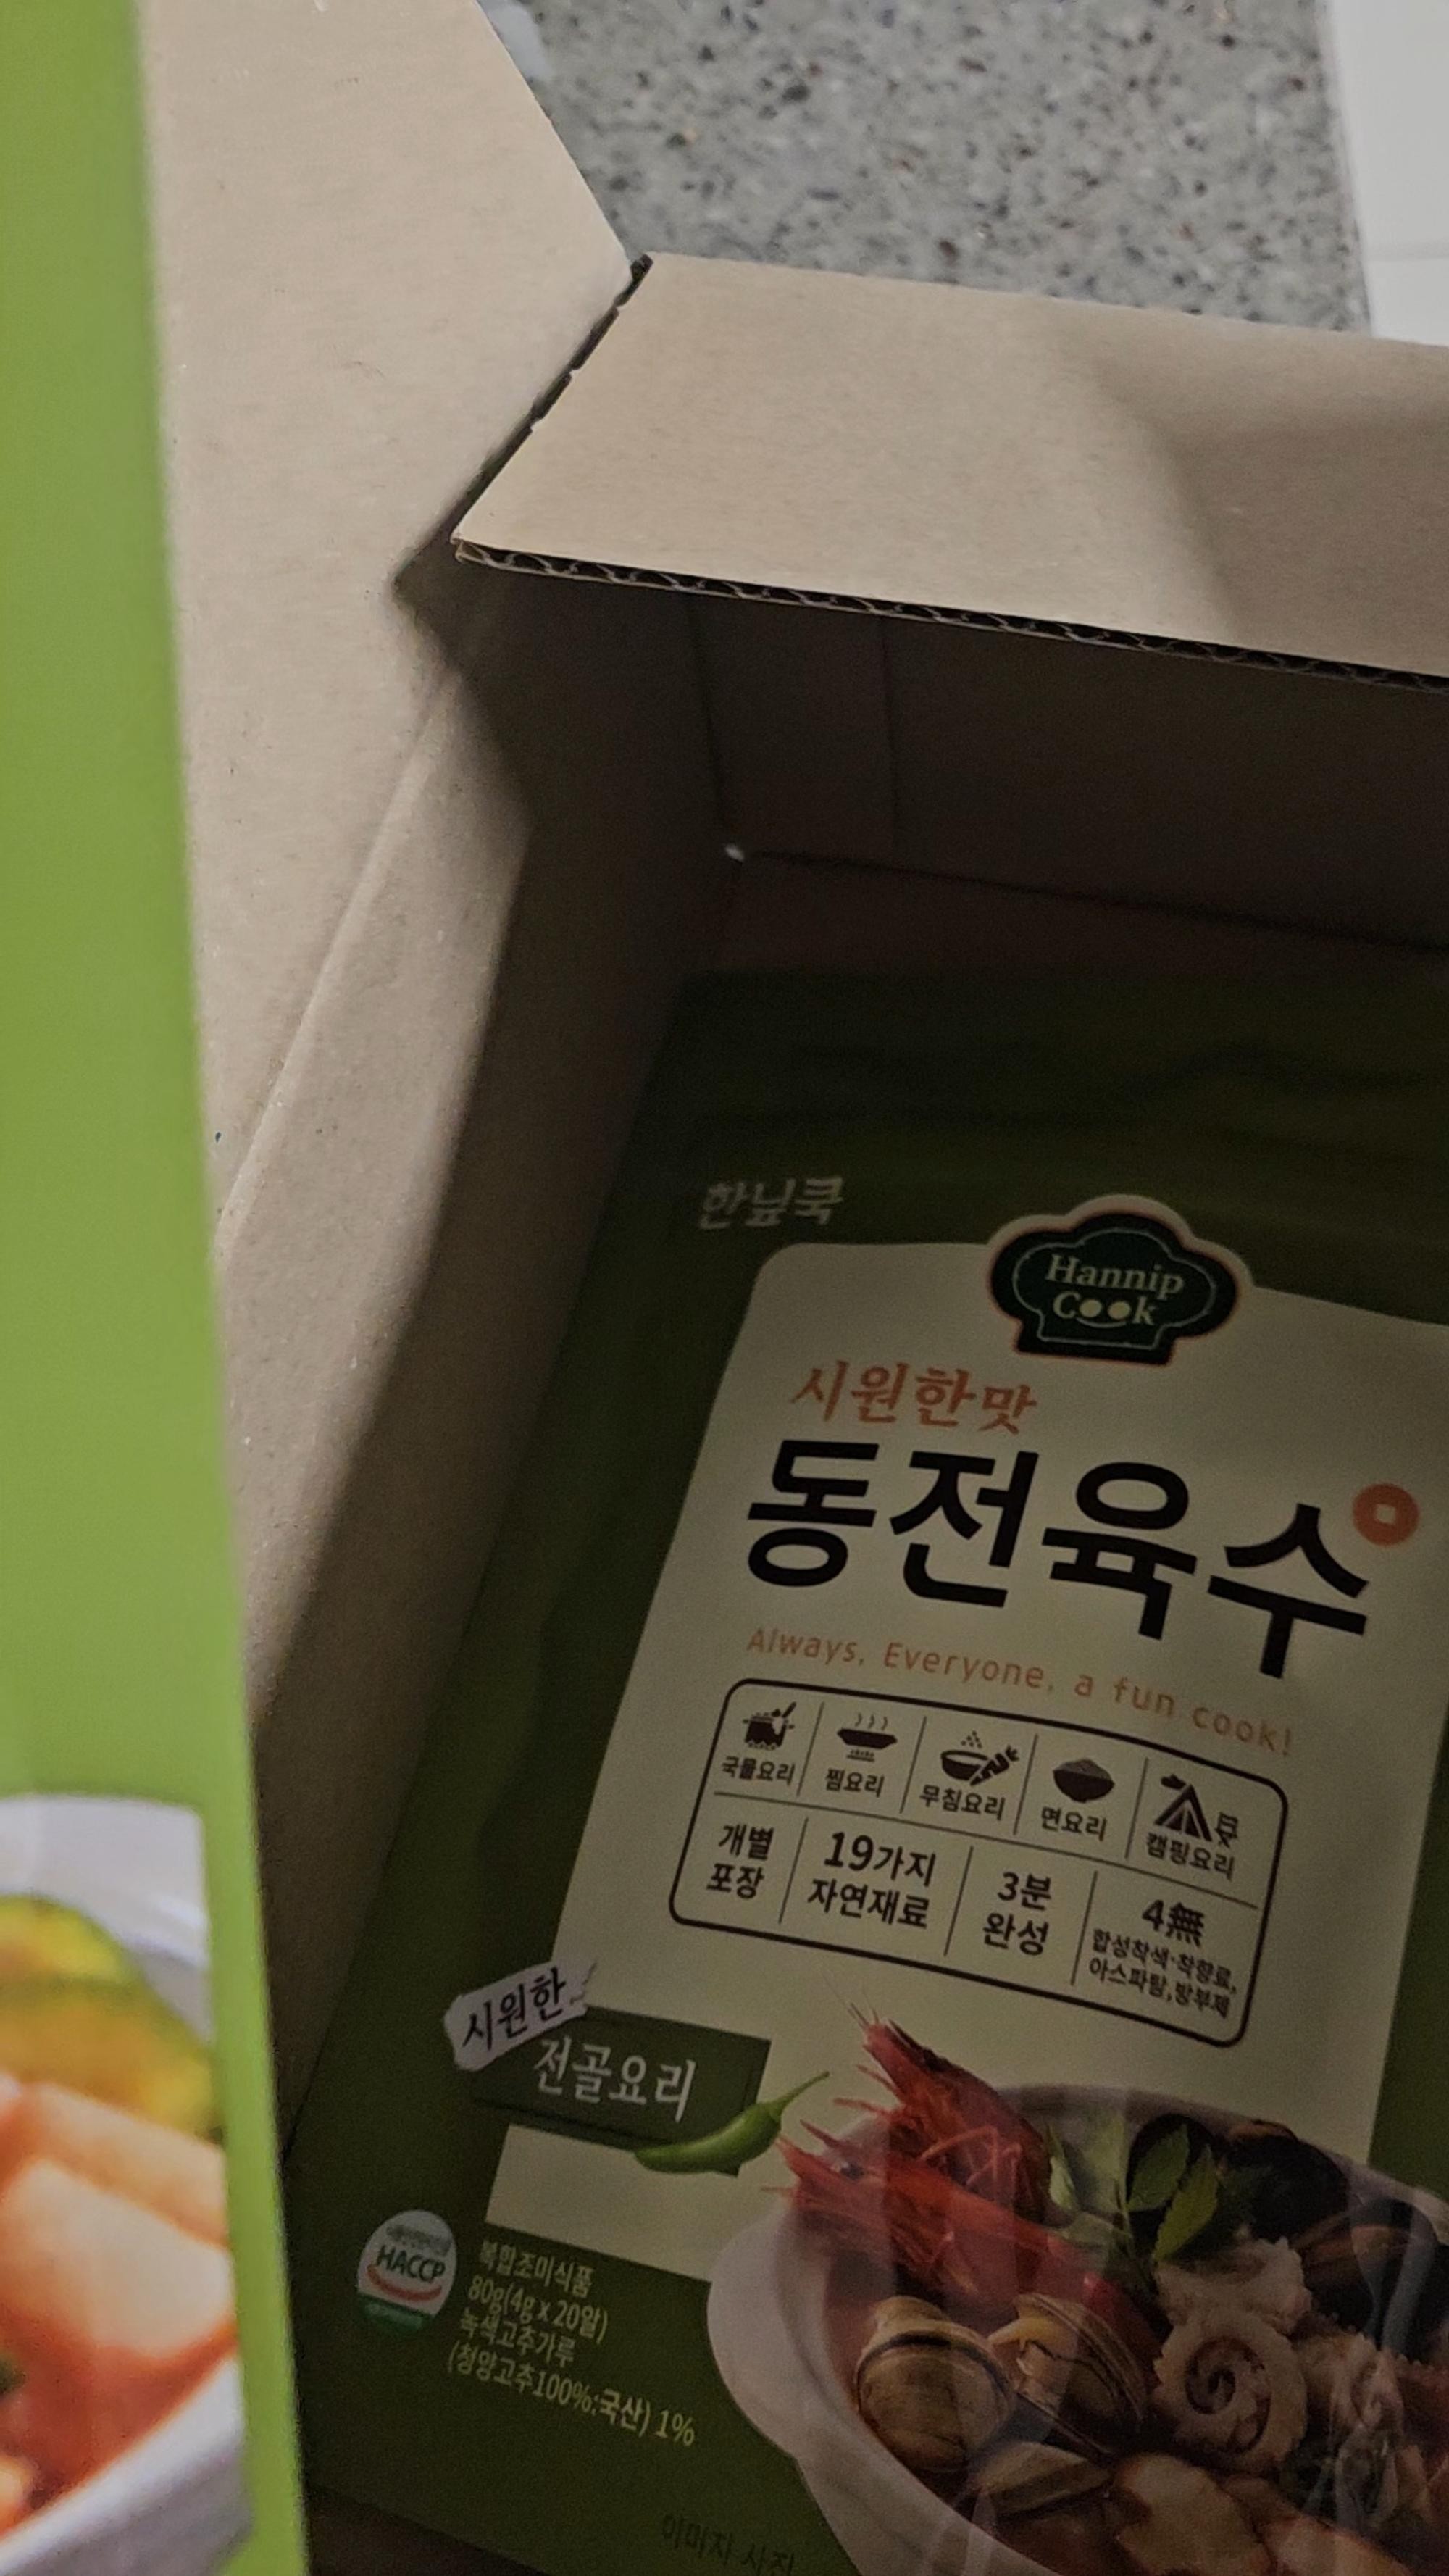 한닢쿡
Hannip
Cook
시원한맛
동전육수
Always, Everyone, a fun cook!
국물요리 찜요리 무침요리 면요리 캠핑요리
개별 포장
19가지 자연재료
3분 완성
4無
합성착색·착향료,
아스파탐,방부제
시원한
전골요리
HACCP
복합조미식품
80g(4g x 20알)
녹색고추가루
(청양고추100%:국산) 1%
이미지 사진